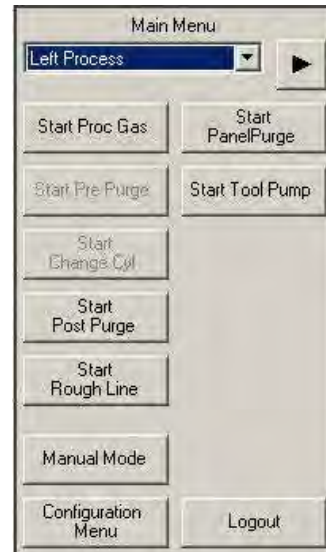 Main Menu
Left Process
Start Proc Gas
Start
PanelPurge
Start Pre Purge
Start Tool Pump
Start
Change Cyl
Start
Post Purge
Start
Rough Line
Manual Mode
Configuration
Menu
Logout